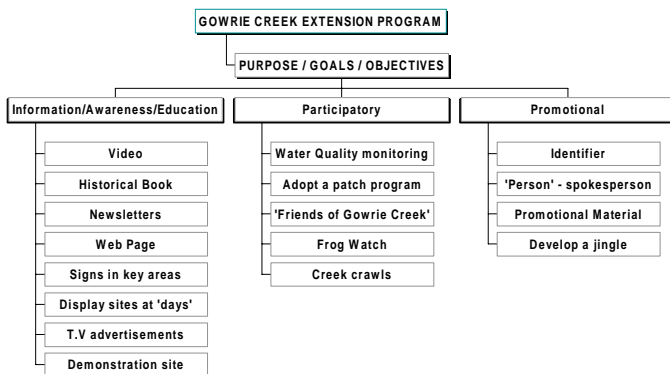 GOWRIE CREEK EXTENSION PROGRAM
PURPOSE / GOALS / OBJECTIVES
Information/Awareness/Education
Video
Historical Book
Newsletters
Web Page
Signs in key areas
Display sites at 'days'
T.V advertisements
Demonstration site
Participatory
Water Quality monitoring
Adopt a patch program
'Friends of Gowrie Creek'
Frog Watch
Creek crawls
Promotional
Identifier
'Person' - spokesperson
Promotional Material
Develop a jingle